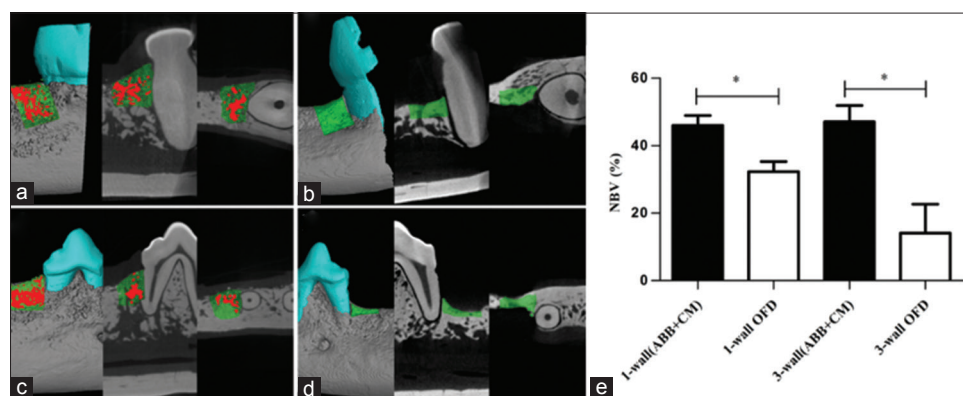 a
b
c
d
e
NBV (%)
60
40
20
0
*
*
1-wall(ABB+CM)
1-wall OFD
3-wall(ABB+CM)
3-wall OFD